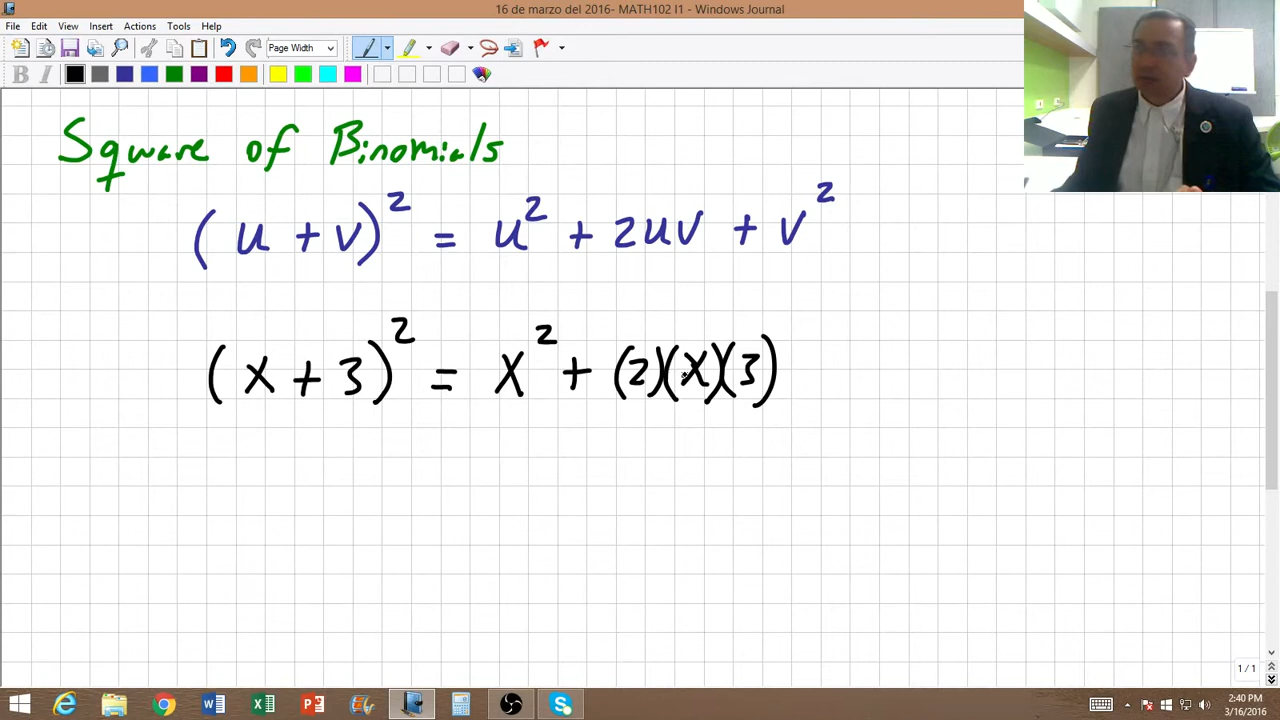 16 de marzo del 2016- MATH102 I1 - Windows Journal
File Edit View Insert Actions Tools Help
Page Width
B I
Square of Binomials
(u + v)² = u² + 2uv + v²
(x + 3)² = x² + (2)(x)(3)
1 / 1
2:40 PM
3/16/2016